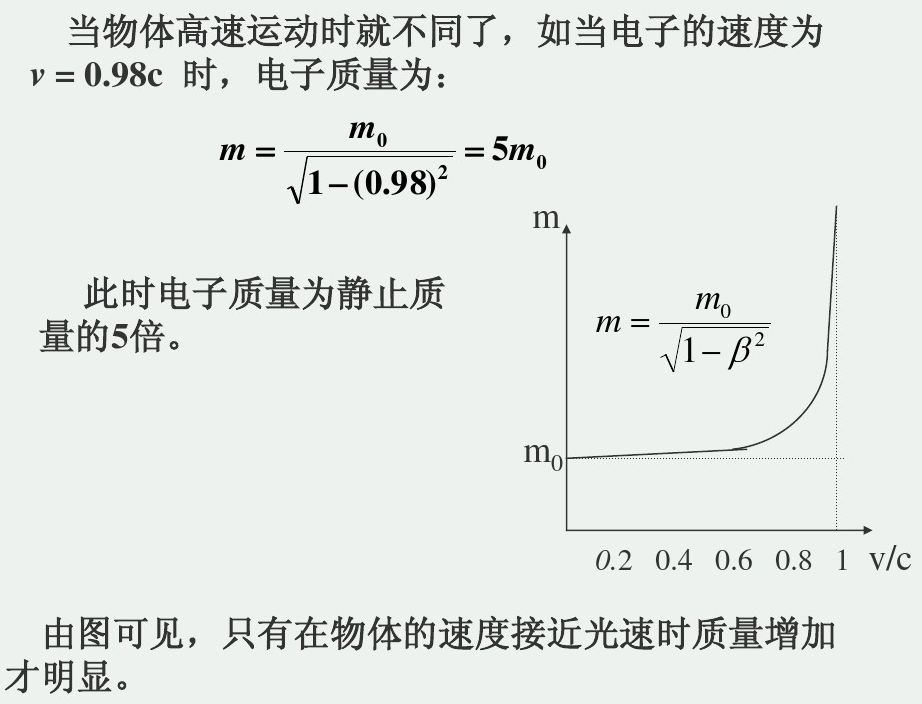 当物体高速运动时就不同了，如当电子的速度为
v = 0.98c 时，电子质量为：
m = m₀ / √(1−(0.98)²) = 5m₀
m
此时电子质量为静止质
量的5倍。
m = m₀ / √(1−β²)
m₀
0.2 0.4 0.6 0.8 1 v/c
由图可见，只有在物体的速度接近光速时质量增加
才明显。